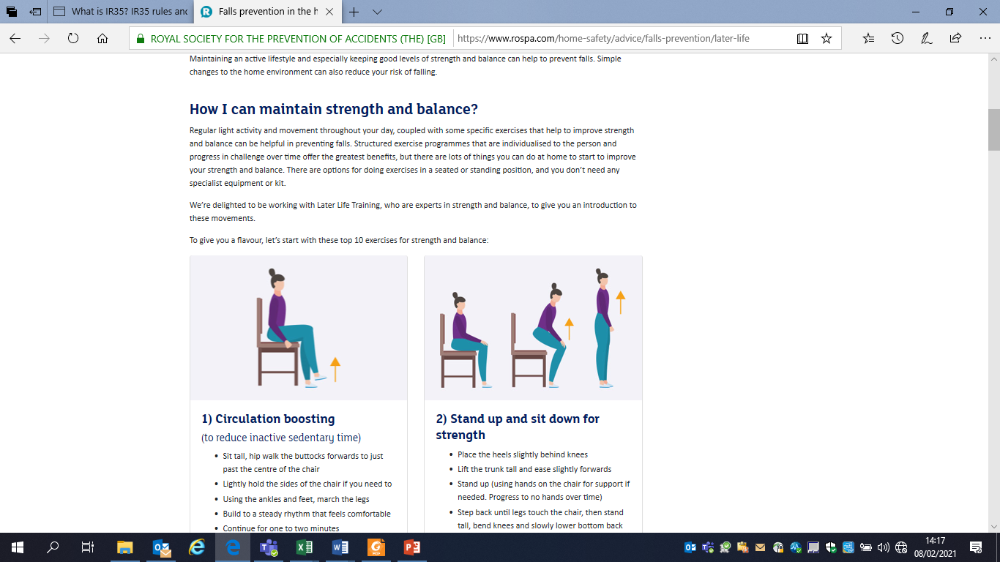 What is IR35? IR35 rules and
Falls prevention in the h
ROYAL SOCIETY FOR THE PREVENTION OF ACCIDENTS (THE) [GB]
https://www.rospa.com/home-safety/advice/falls-prevention/later-life
Maintaining an active lifestyle and especially keeping good levels of strength and balance can help to prevent falls. Simple
changes to the home environment can also reduce your risk of falling.
How I can maintain strength and balance?
Regular light activity and movement throughout your day, coupled with some specific exercises that help to improve strength
and balance can be helpful in preventing falls. Structured exercise programmes that are individualised to the person and
progress in challenge over time offer the greatest benefits, but there are lots of things you can do at home to start to improve
your strength and balance. There are options for doing exercises in a seated or standing position, and you don't need any
specialist equipment or kit.
We're delighted to be working with Later Life Training, who are experts in strength and balance, to give you an introduction to
these movements.
To give you a flavour, let's start with these top 10 exercises for strength and balance:
1) Circulation boosting
(to reduce inactive sedentary time)
• Sit tall, hip walk the buttocks forwards to just
past the centre of the chair
• Lightly hold the sides of the chair if you need to
• Using the ankles and feet, march the legs
• Build to a steady rhythm that feels comfortable
• Continue for one to two minutes
2) Stand up and sit down for
strength
• Place the heels slightly behind knees
• Lift the trunk tall and ease slightly forwards
• Stand up (using hands on the chair for support if
needed. Progress to no hands over time)
• Step back until legs touch the chair, then stand
tall, bend knees and slowly lower bottom back
14:17
08/02/2021